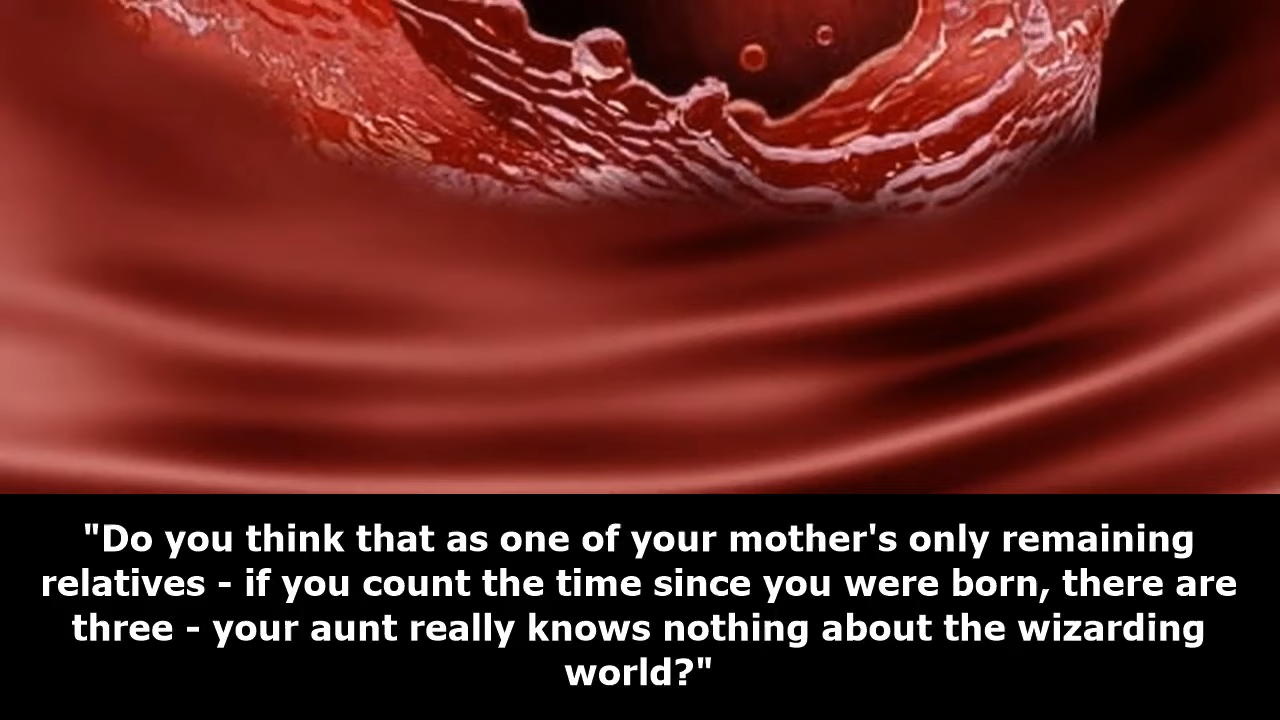 "Do you think that as one of your mother's only remaining
relatives - if you count the time since you were born, there are
three - your aunt really knows nothing about the wizarding
world?"